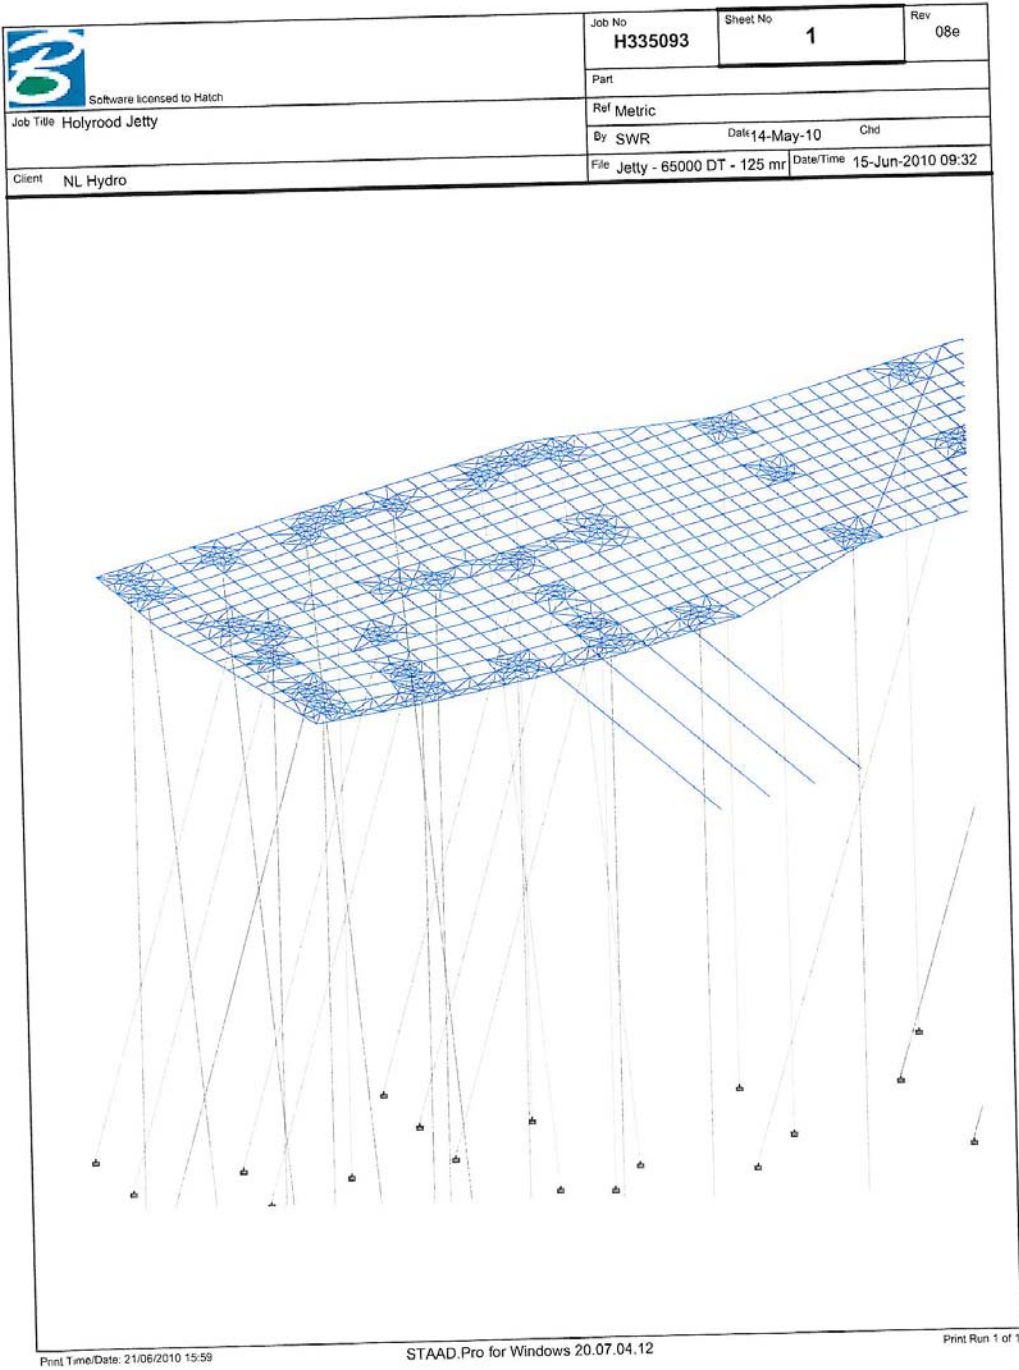 Job No
H335093
Sheet No
1
Rev
08e
Software licensed to Hatch
Part
Job Title Holyrood Jetty
Ref Metric
By SWR
Date 14-May-10
Chd
Client NL Hydro
File Jetty - 65000 DT - 125 mr
Date/Time 15-Jun-2010 09:32
Print Time/Date: 21/06/2010 15:59
STAAD.Pro for Windows 20.07.04.12
Print Run 1 of 1